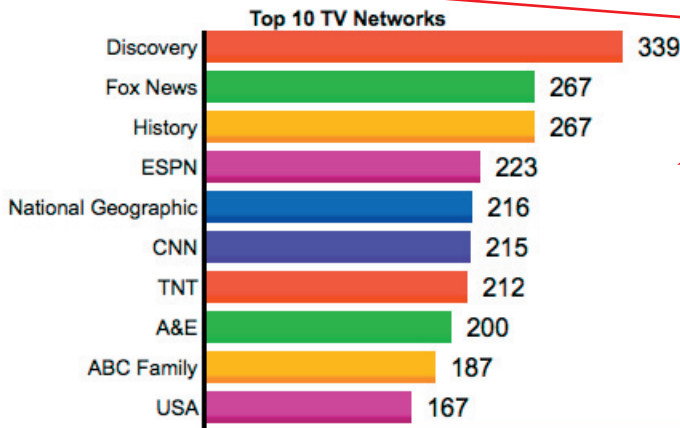 Top 10 TV Networks
Discovery 339
Fox News 267
History 267
ESPN 223
National Geographic 216
CNN 215
TNT 212
A&E 200
ABC Family 187
USA 167